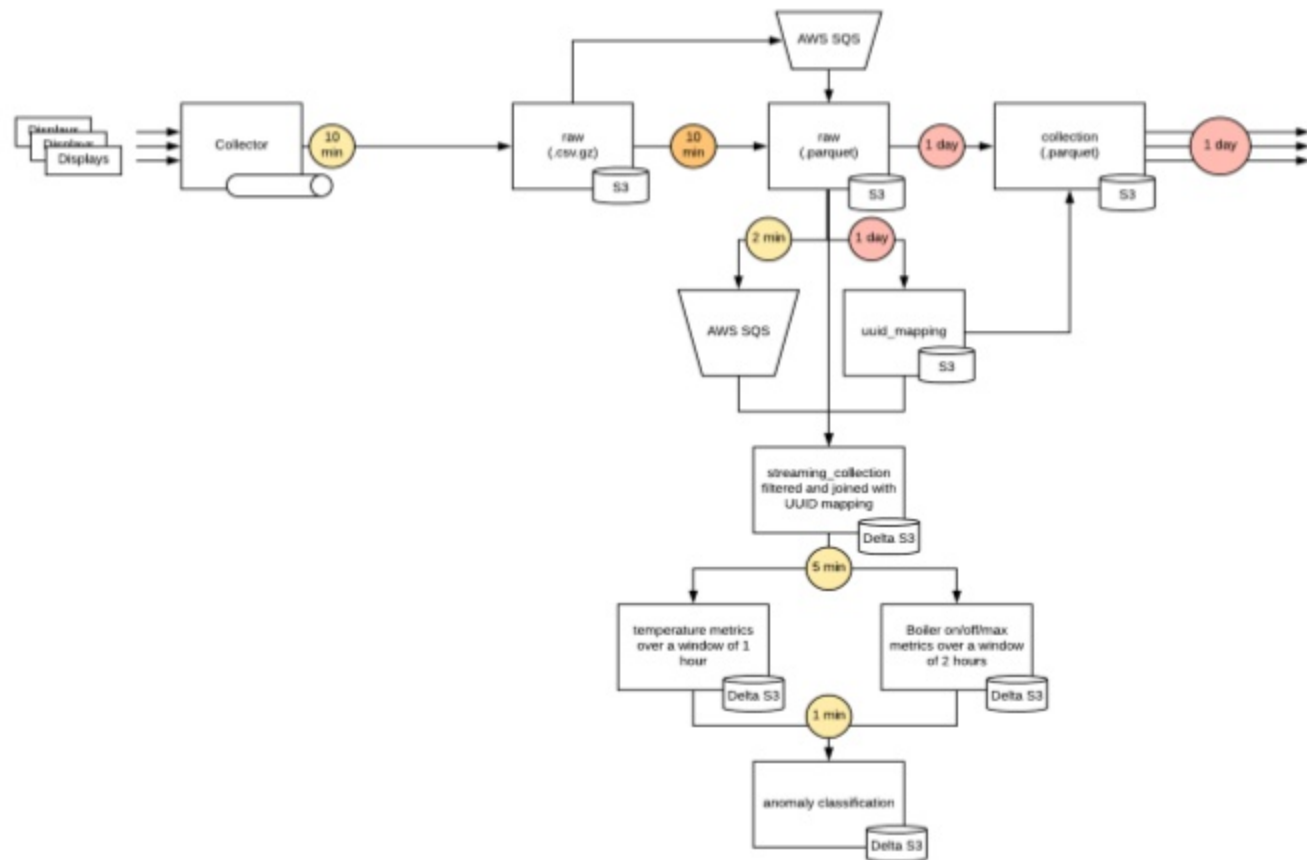 AWS SQS
Displays
Displays
Displays
Collector
10
min
raw
(.csv.gz)
S3
10
min
raw
(.parquet)
S3
1 day
collection
(.parquet)
S3
1 day
2 min
1 day
AWS SQS
uuid_mapping
S3
streaming_collection
filtered and joined with
UUID mapping
Delta S3
5 min
temperature metrics
over a window of 1
hour
Delta S3
Boiler on/off/max
metrics over a window
of 2 hours
Delta S3
1 min
anomaly classification
Delta S3